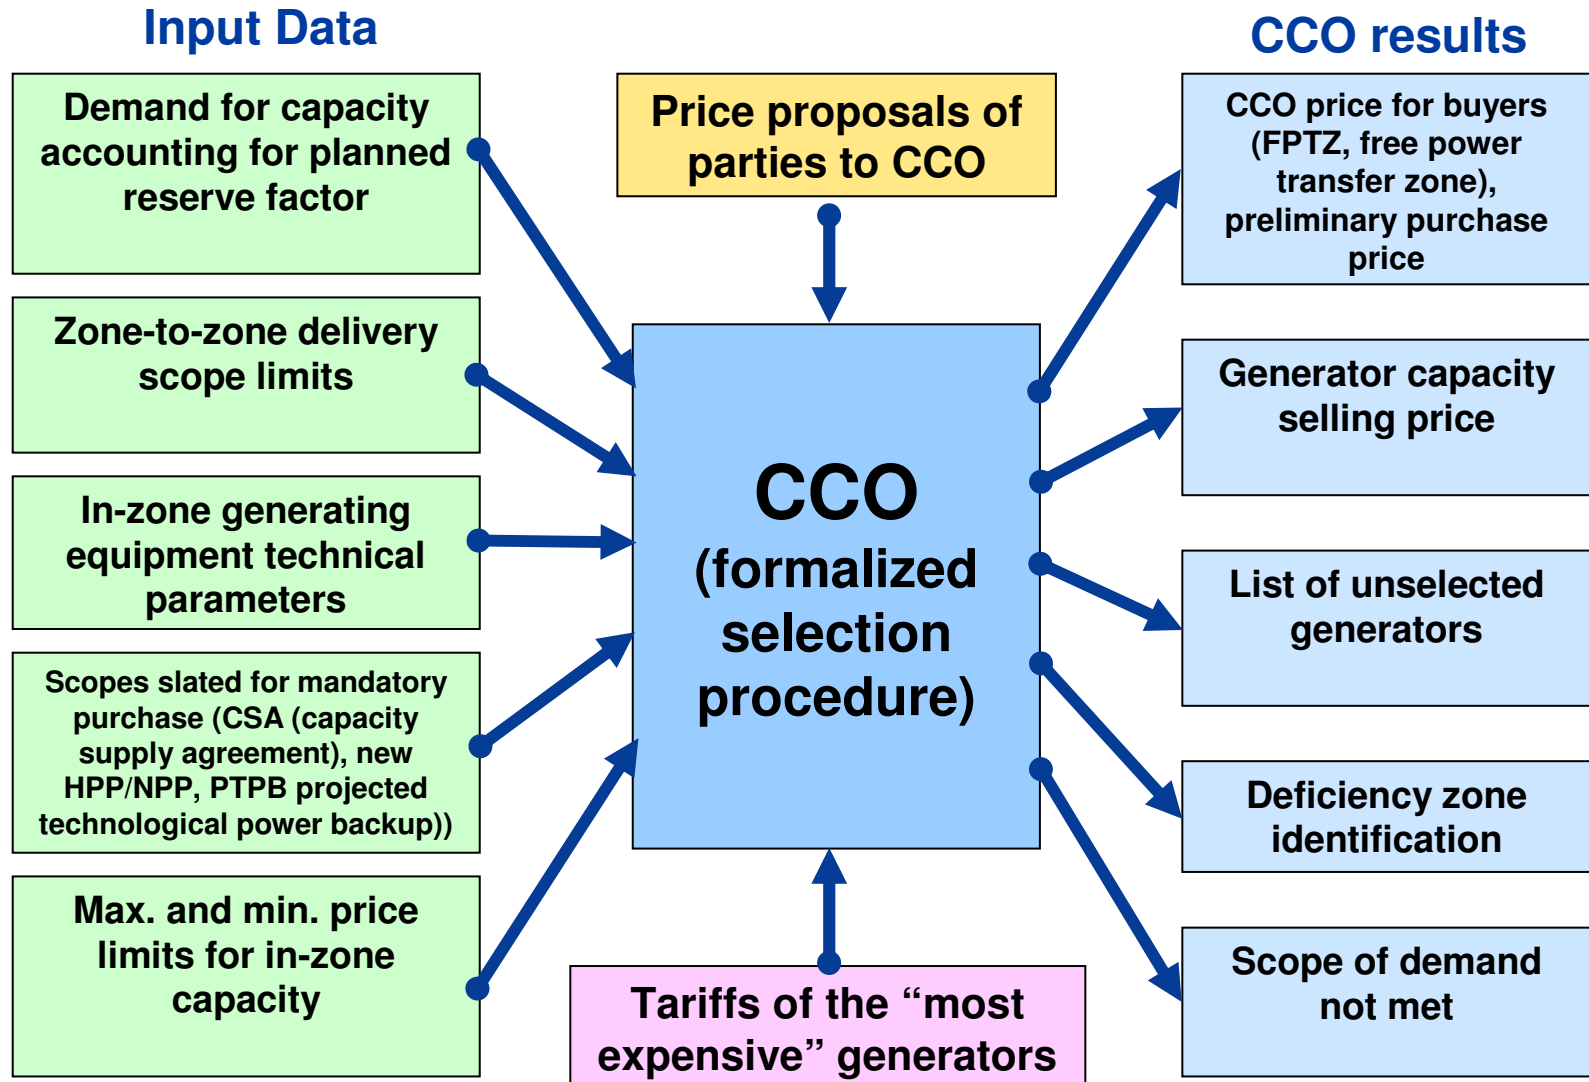 Input Data
Demand for capacity
accounting for planned
reserve factor
Zone-to-zone delivery
scope limits
In-zone generating
equipment technical
parameters
Scopes slated for mandatory
purchase (CSA (capacity
supply agreement), new
HPP/NPP, PTPB projected
technological power backup))
Max. and min. price
limits for in-zone
capacity
Price proposals of
parties to CCO
CCO
(formalized
selection
procedure)
Tariffs of the “most
expensive” generators
CCO results
CCO price for buyers
(FPTZ, free power
transfer zone),
preliminary purchase
price
Generator capacity
selling price
List of unselected
generators
Deficiency zone
identification
Scope of demand
not met